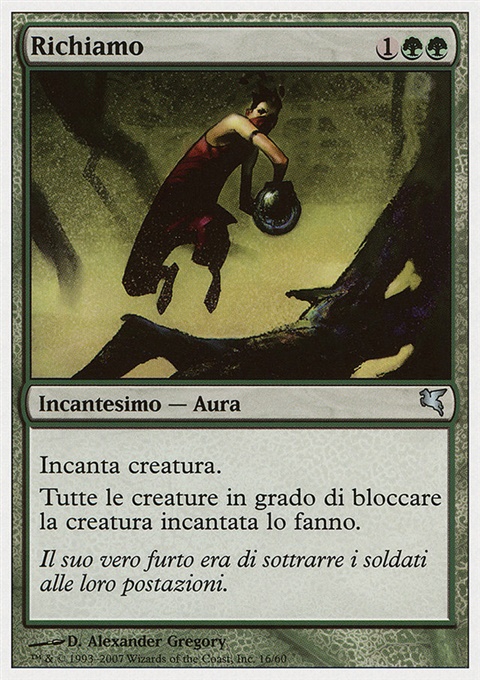 Richiamo 1
Incantesimo — Aura
Incanta creatura.
Tutte le creature in grado di bloccare
la creatura incantata lo fanno.
Il suo vero furto era di sottrarre i soldati
alle loro postazioni.
D. Alexander Gregory
™ & © 1993–2007 Wizards of the Coast, Inc. 16/60